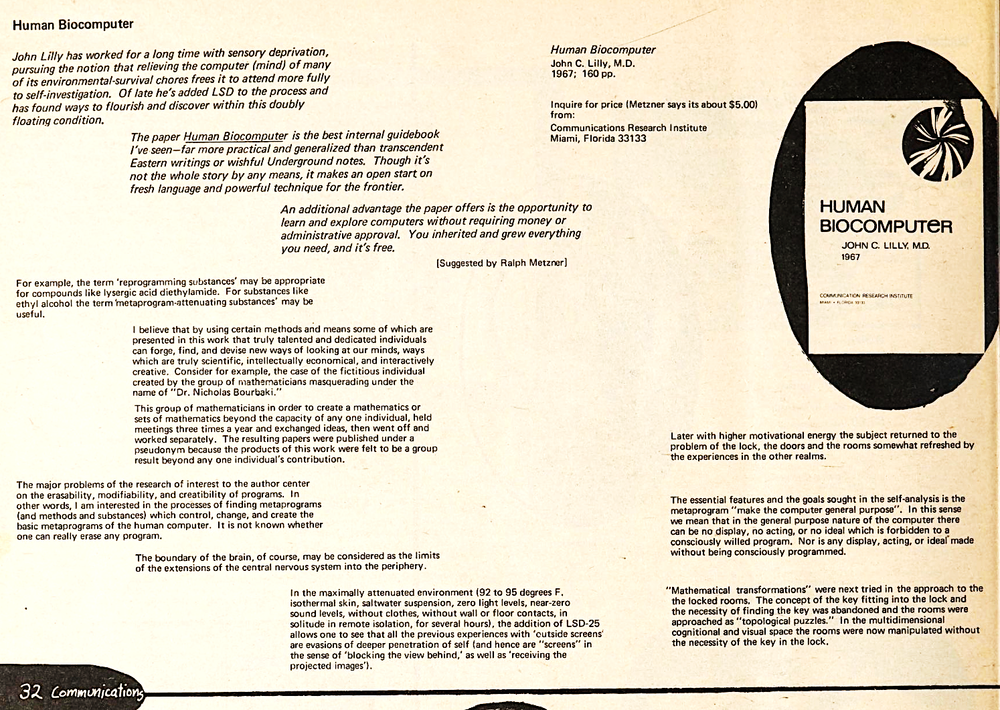 Human Biocomputer
John Lilly has worked for a long time with sensory deprivation,
pursuing the notion that relieving the computer (mind) of many
of its environmental-survival chores frees it to attend more fully
to self-investigation. Of late he's added LSD to the process and
has found ways to flourish and discover within this doubly
floating condition.
The paper Human Biocomputer is the best internal guidebook
I've seen—far more practical and generalized than transcendent
Eastern writings or wishful Underground notes. Though it's
not the whole story by any means, it makes an open start on
fresh language and powerful technique for the frontier.
An additional advantage the paper offers is the opportunity to
learn and explore computers without requiring money or
administrative approval. You inherited and grew everything
you need, and it's free.
[Suggested by Ralph Metzner]
For example, the term 'reprogramming substances' may be appropriate
for compounds like lysergic acid diethylamide. For substances like
ethyl alcohol the term 'metaprogram-attenuating substances' may be
useful.
I believe that by using certain methods and means some of which are
presented in this work that truly talented and dedicated individuals
can forge, find, and devise new ways of looking at our minds, ways
which are truly scientific, intellectually economical, and interactively
creative. Consider for example, the case of the fictitious individual
created by the group of mathematicians masquerading under the
name of "Dr. Nicholas Bourbaki."
This group of mathematicians in order to create a mathematics or
sets of mathematics beyond the capacity of any one individual, held
meetings three times a year and exchanged ideas, then went off and
worked separately. The resulting papers were published under a
pseudonym because the products of this work were felt to be a group
result beyond any one individual's contribution.
The major problems of the research of interest to the author center
on the erasability, modifiability, and creatibility of programs. In
other words, I am interested in the processes of finding metaprograms
(and methods and substances) which control, change, and create the
basic metaprograms of the human computer. It is not known whether
one can really erase any program.
The boundary of the brain, of course, may be considered as the limits
of the extensions of the central nervous system into the periphery.
In the maximally attenuated environment (92 to 95 degrees F.
isothermal skin, saltwater suspension, zero light levels, near-zero
sound levels, without clothes, without wall or floor contacts, in
solitude in remote isolation, for several hours), the addition of LSD-25
allows one to see that all the previous experiences with 'outside screens'
are evasions of deeper penetration of self (and hence are "screens" in
the sense of 'blocking the view behind,' as well as 'receiving the
projected images').
Human Biocomputer
John C. Lilly, M.D.
1967; 160 pp.
Inquire for price (Metzner says its about $5.00)
from:
Communications Research Institute
Miami, Florida 33133
HUMAN
BIOCOMPUTeR
JOHN C. LILLY, M.D.
1967
COMMUNICATION RESEARCH INSTITUTE
MIAMI • FLORIDA 33133
Later with higher motivational energy the subject returned to the
problem of the lock, the doors and the rooms somewhat refreshed by
the experiences in the other realms.
The essential features and the goals sought in the self-analysis is the
metaprogram "make the computer general purpose". In this sense
we mean that in the general purpose nature of the computer there
can be no display, no acting, or no ideal which is forbidden to a
consciously willed program. Nor is any display, acting, or ideal made
without being consciously programmed.
"Mathematical transformations" were next tried in the approach to the
the locked rooms. The concept of the key fitting into the lock and
the necessity of finding the key was abandoned and the rooms were
approached as "topological puzzles." In the multidimensional
cognitional and visual space the rooms were now manipulated without
the necessity of the key in the lock.
32 Communications